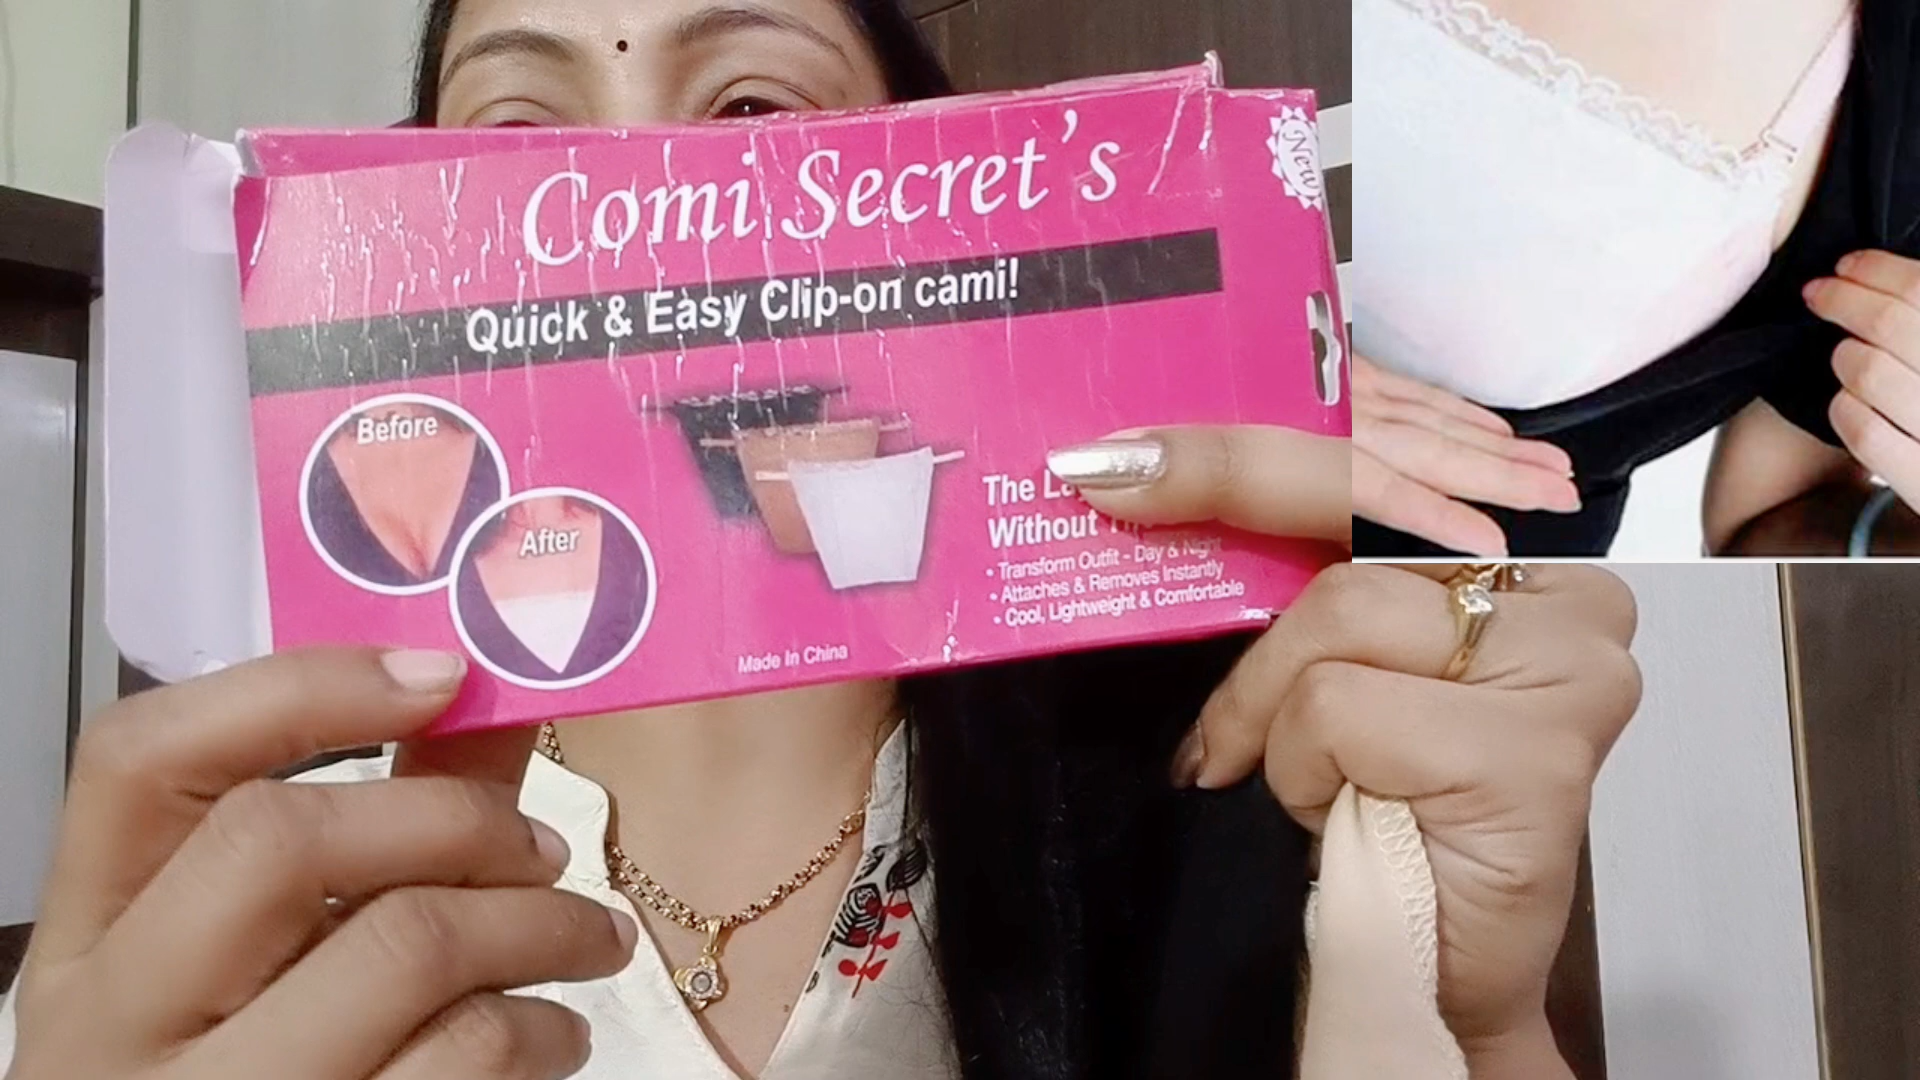 Comi Secret's
New
Quick & Easy Clip-on cami!
Before
After
The
Without
• Transform Outfit - Day & Night
• Attaches & Removes Instantly
• Cool, Lightweight & Comfortable
Made In China